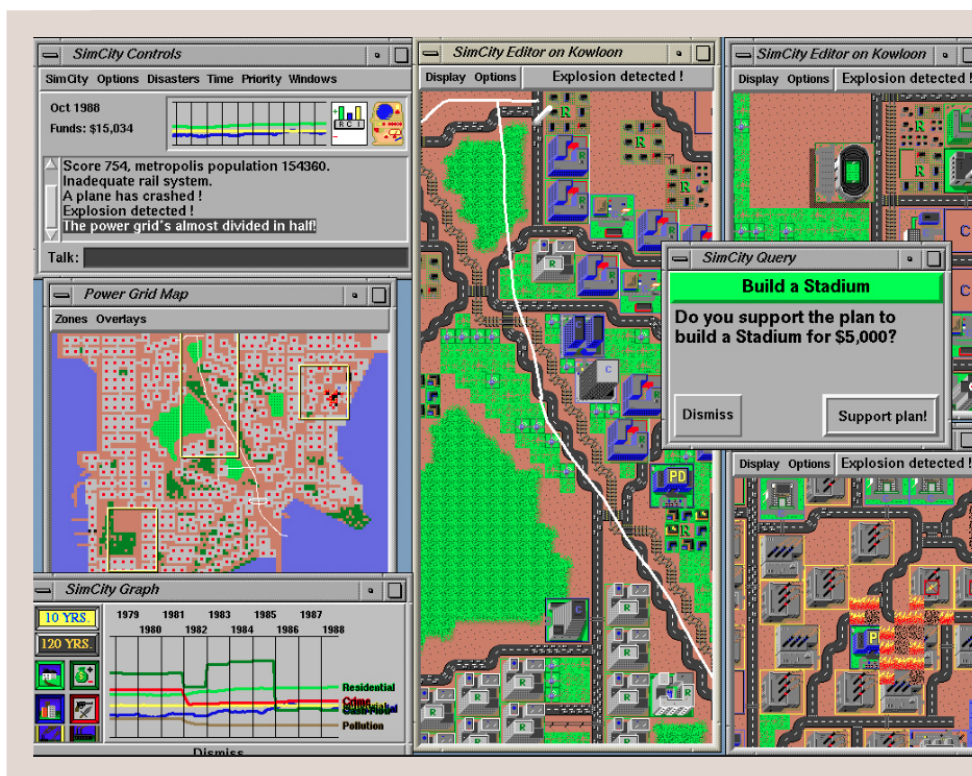 SimCity Controls
SimCity Options Disasters Time Priority Windows
Oct 1988
Funds: $15,034
R C I
Score 754, metropolis population 154360.
Inadequate rail system.
A plane has crashed !
Explosion detected !
The power grid's almost divided in half!
Talk:
Power Grid Map
Zones Overlays
SimCity Graph
10 YRS.
120 YRS.
1979 1981 1983 1985 1987
1980 1982 1984 1986 1988
Residential
Crime
Pollution
Dismiss
SimCity Editor on Kowloon
Display Options Explosion detected !
R
R
R
R
C
PD
R
C
R
R
R
R
R
R
R
R
SimCity Editor on Kowloon
Display Options Explosion detected !
R
C
C
SimCity Query
Build a Stadium
Do you support the plan to
build a Stadium for $5,000?
Dismiss
Support plan!
Display Options Explosion detected !